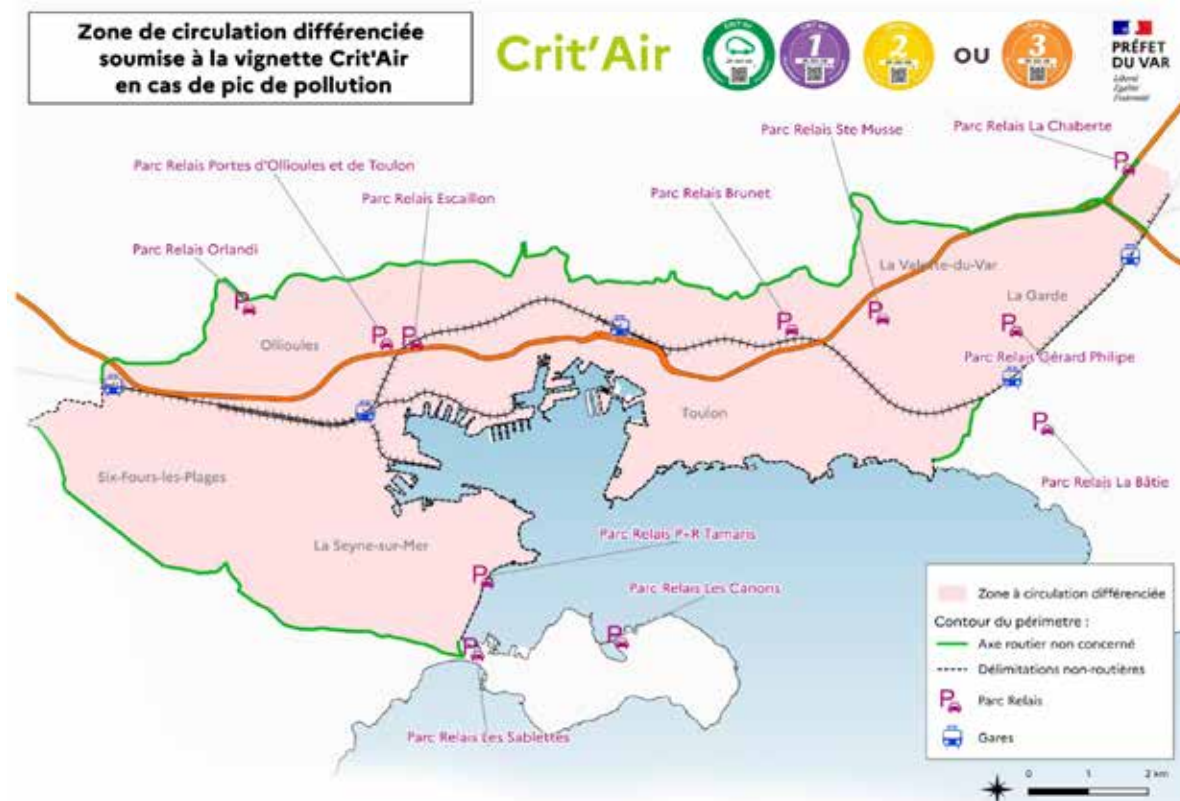 Zone de circulation différenciée
soumise à la vignette Crit'Air
en cas de pic de pollution
Crit'Air
1
2
OU
3
PRÉFET
DU VAR
Liberté
Égalité
Fraternité
Parc Relais Ste Musse
Parc Relais La Chaberte
Parc Relais Portes d'Ollioules et de Toulon
Parc Relais Escaillon
Parc Relais Brunet
Parc Relais Orlandi
La Valette-du-Var
La Garde
Ollioules
Parc Relais Gérard Philipe
Toulon
Six-Fours-les-Plages
Parc Relais La Bâtie
La Seyne-sur-Mer
Parc Relais P+R Tamaris
Parc Relais Les Canons
Parc Relais Les Sablettes
Zone à circulation différenciée
Contour du périmetre :
Axe routier non concerné
Délimitations non-routières
P Parc Relais
Gares
0 1 2 km